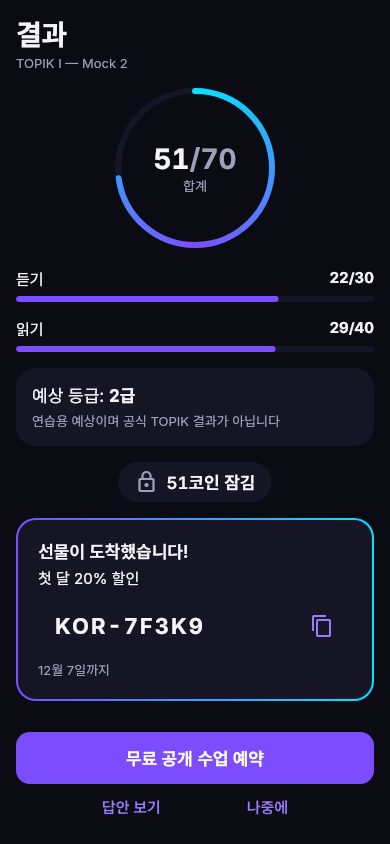 결과
TOPIK I — Mock 2
51/70
합계
듣기 22/30
읽기 29/40
예상 등급: 2급
연습용 예상이며 공식 TOPIK 결과가 아닙니다
51코인 잠김
선물이 도착했습니다!
첫 달 20% 할인
KOR-7F3K9
12월 7일까지
무료 공개 수업 예약
답안 보기 나중에